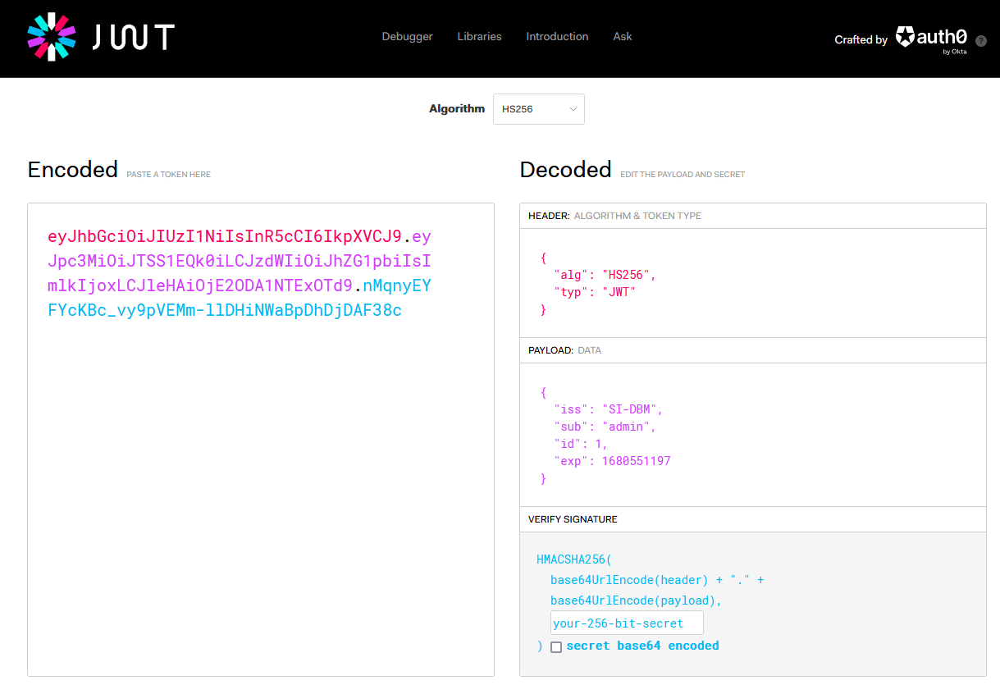 JWT
Debugger Libraries Introduction Ask
Crafted by auth0
by Okta
?
Algorithm HS256
Encoded PASTE A TOKEN HERE
eyJhbGciOiJIUzI1NiIsInR5cCI6IkpXVCJ9.ey
Jpc3MiOiJTSS1EQk0iLCJzdWIiOiJhZG1pbiIsI
mlkIjoxLCJleHAiOjE2ODA1NTExOTd9.nMqnyEY
FYcKBc_vy9pVEMm-llDHiNWaBpDhDjDAF38c
Decoded EDIT THE PAYLOAD AND SECRET
HEADER: ALGORITHM & TOKEN TYPE
{
"alg": "HS256",
"typ": "JWT"
}
PAYLOAD: DATA
{
"iss": "SI-DBM",
"sub": "admin",
"id": 1,
"exp": 1680551197
}
VERIFY SIGNATURE
HMACSHA256(
base64UrlEncode(header) + "." +
base64UrlEncode(payload),
your-256-bit-secret
) secret base64 encoded